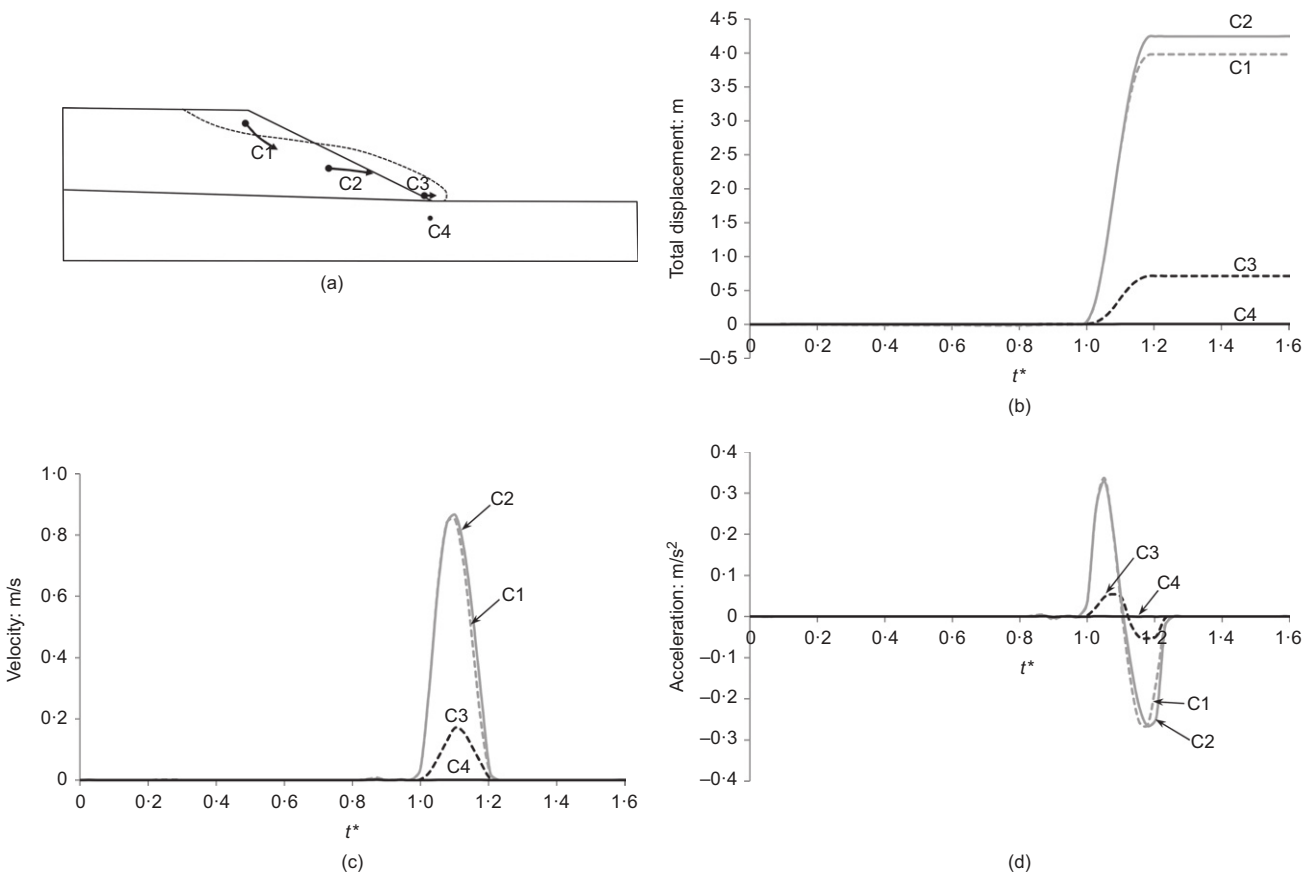 C1
C2
C3
C4
(a)
Total displacement: m
4·5
4·0
3·5
3·0
2·5
2·0
1·5
1·0
0·5
0
–0·5
C2
C1
C3
C4
0 0·2 0·4 0·6 0·8 1·0 1·2 1·4 1·6
t*
(b)
Velocity: m/s
1·0
0·8
0·6
0·4
0·2
0
C2
C1
C3
C4
0 0·2 0·4 0·6 0·8 1·0 1·2 1·4 1·6
t*
(c)
Acceleration: m/s²
0·4
0·3
0·2
0·1
0
–0·1
–0·2
–0·3
–0·4
C3
C4
0 0·2 0·4 0·6 0·8 1·0 1·2 1·4 1·6
t*
C1
C2
(d)